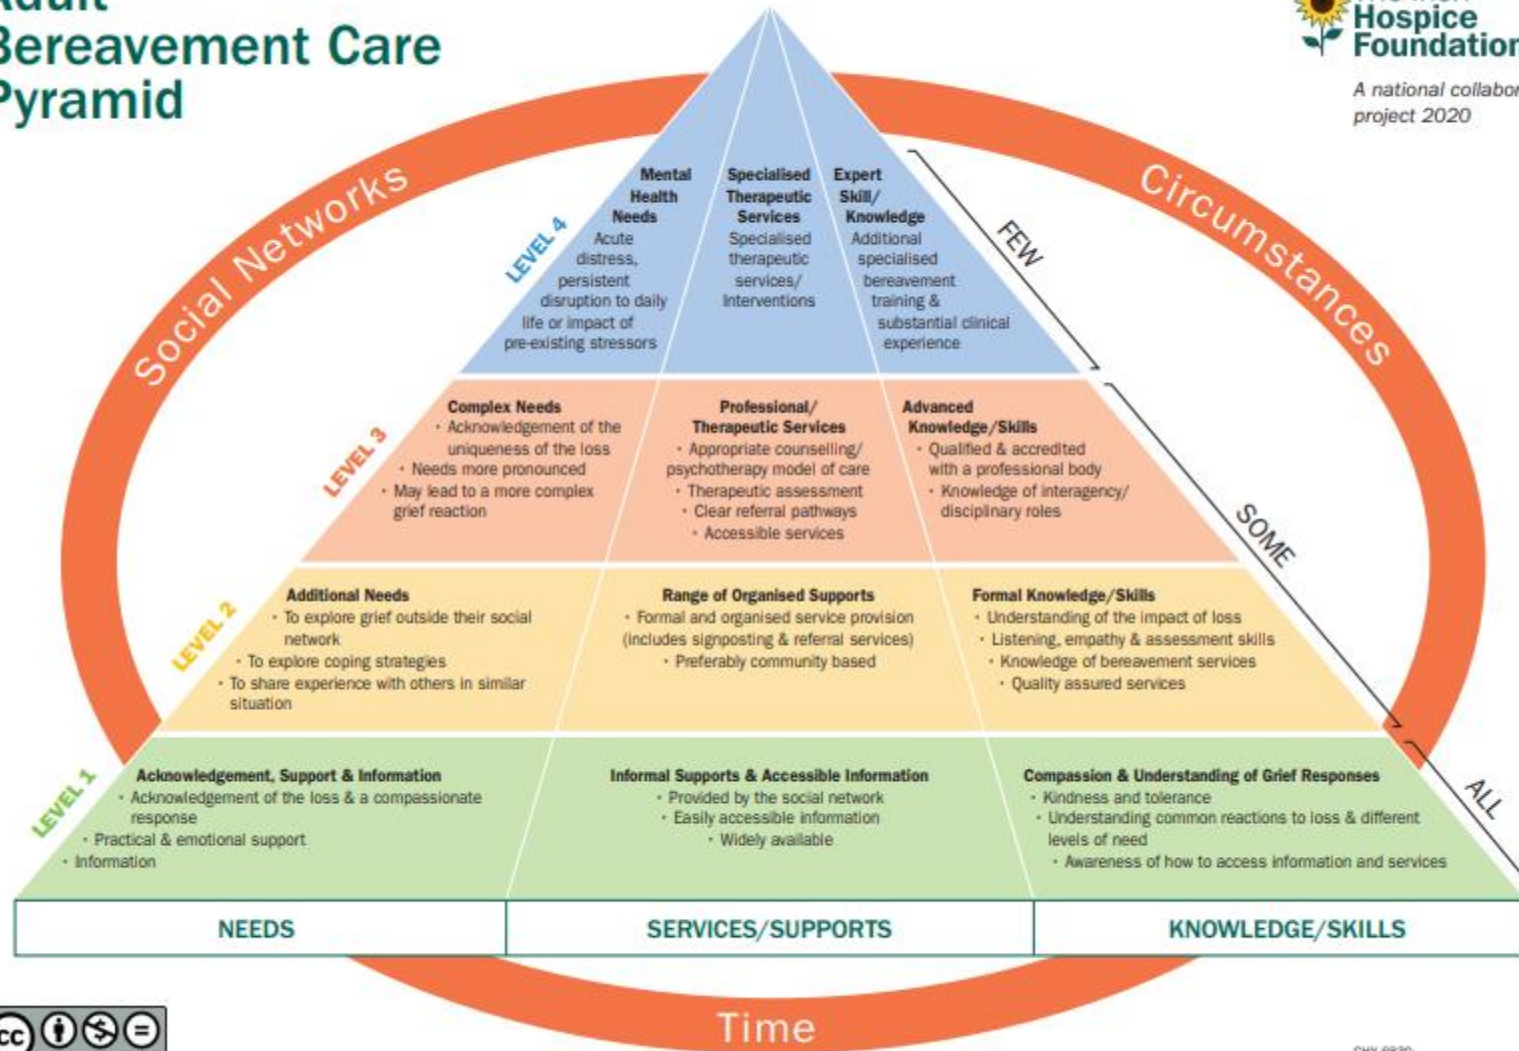 Adult
Bereavement Care
Pyramid
Hospice
Foundation
A national collabor
project 2020
Social Networks
Circumstances
LEVEL 4
Mental
Health
Needs
Acute
distress,
persistent
disruption to daily
life or impact of
pre-existing stressors
Specialised
Therapeutic
Services
Specialised
therapeutic
services/
Interventions
Expert
Skill/
Knowledge
Additional
specialised
bereavement
training &
substantial clinical
experience
FEW
LEVEL 3
Complex Needs
· Acknowledgement of the
uniqueness of the loss
· Needs more pronounced
· May lead to a more complex
grief reaction
Professional/
Therapeutic Services
· Appropriate counselling/
psychotherapy model of care
· Therapeutic assessment
· Clear referral pathways
· Accessible services
Advanced
Knowledge/Skills
· Qualified & accredited
with a professional body
· Knowledge of interagency/
disciplinary roles
SOME
LEVEL 2
Additional Needs
· To explore grief outside their social
network
· To explore coping strategies
· To share experience with others in similar
situation
Range of Organised Supports
· Formal and organised service provision
(includes signposting & referral services)
· Preferably community based
Formal Knowledge/Skills
· Understanding of the impact of loss
· Listening, empathy & assessment skills
· Knowledge of bereavement services
· Quality assured services
LEVEL 1
Acknowledgement, Support & Information
· Acknowledgement of the loss & a compassionate
response
· Practical & emotional support
· Information
Informal Supports & Accessible Information
· Provided by the social network
· Easily accessible information
· Widely available
Compassion & Understanding of Grief Responses
· Kindness and tolerance
· Understanding common reactions to loss & different
levels of need
· Awareness of how to access information and services
ALL
NEEDS
SERVICES/SUPPORTS
KNOWLEDGE/SKILLS
Time
cc